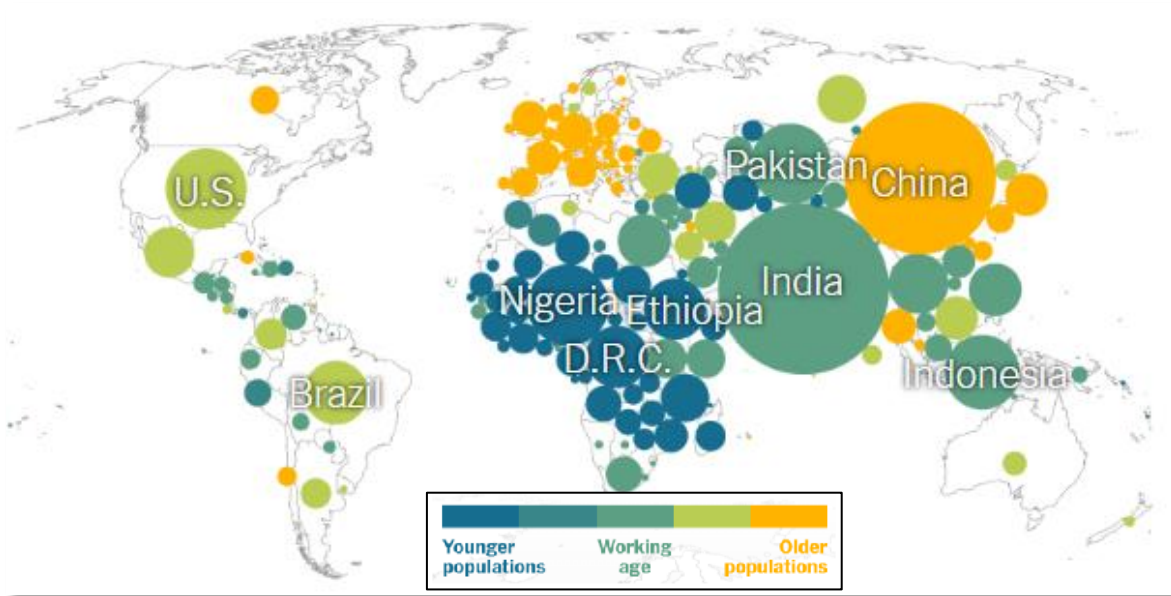 Pakistan
China
U.S.
India
Nigeria
Ethiopia
D.R.C.
Indonesia
Brazil
Younger
populations
Working
age
Older
populations